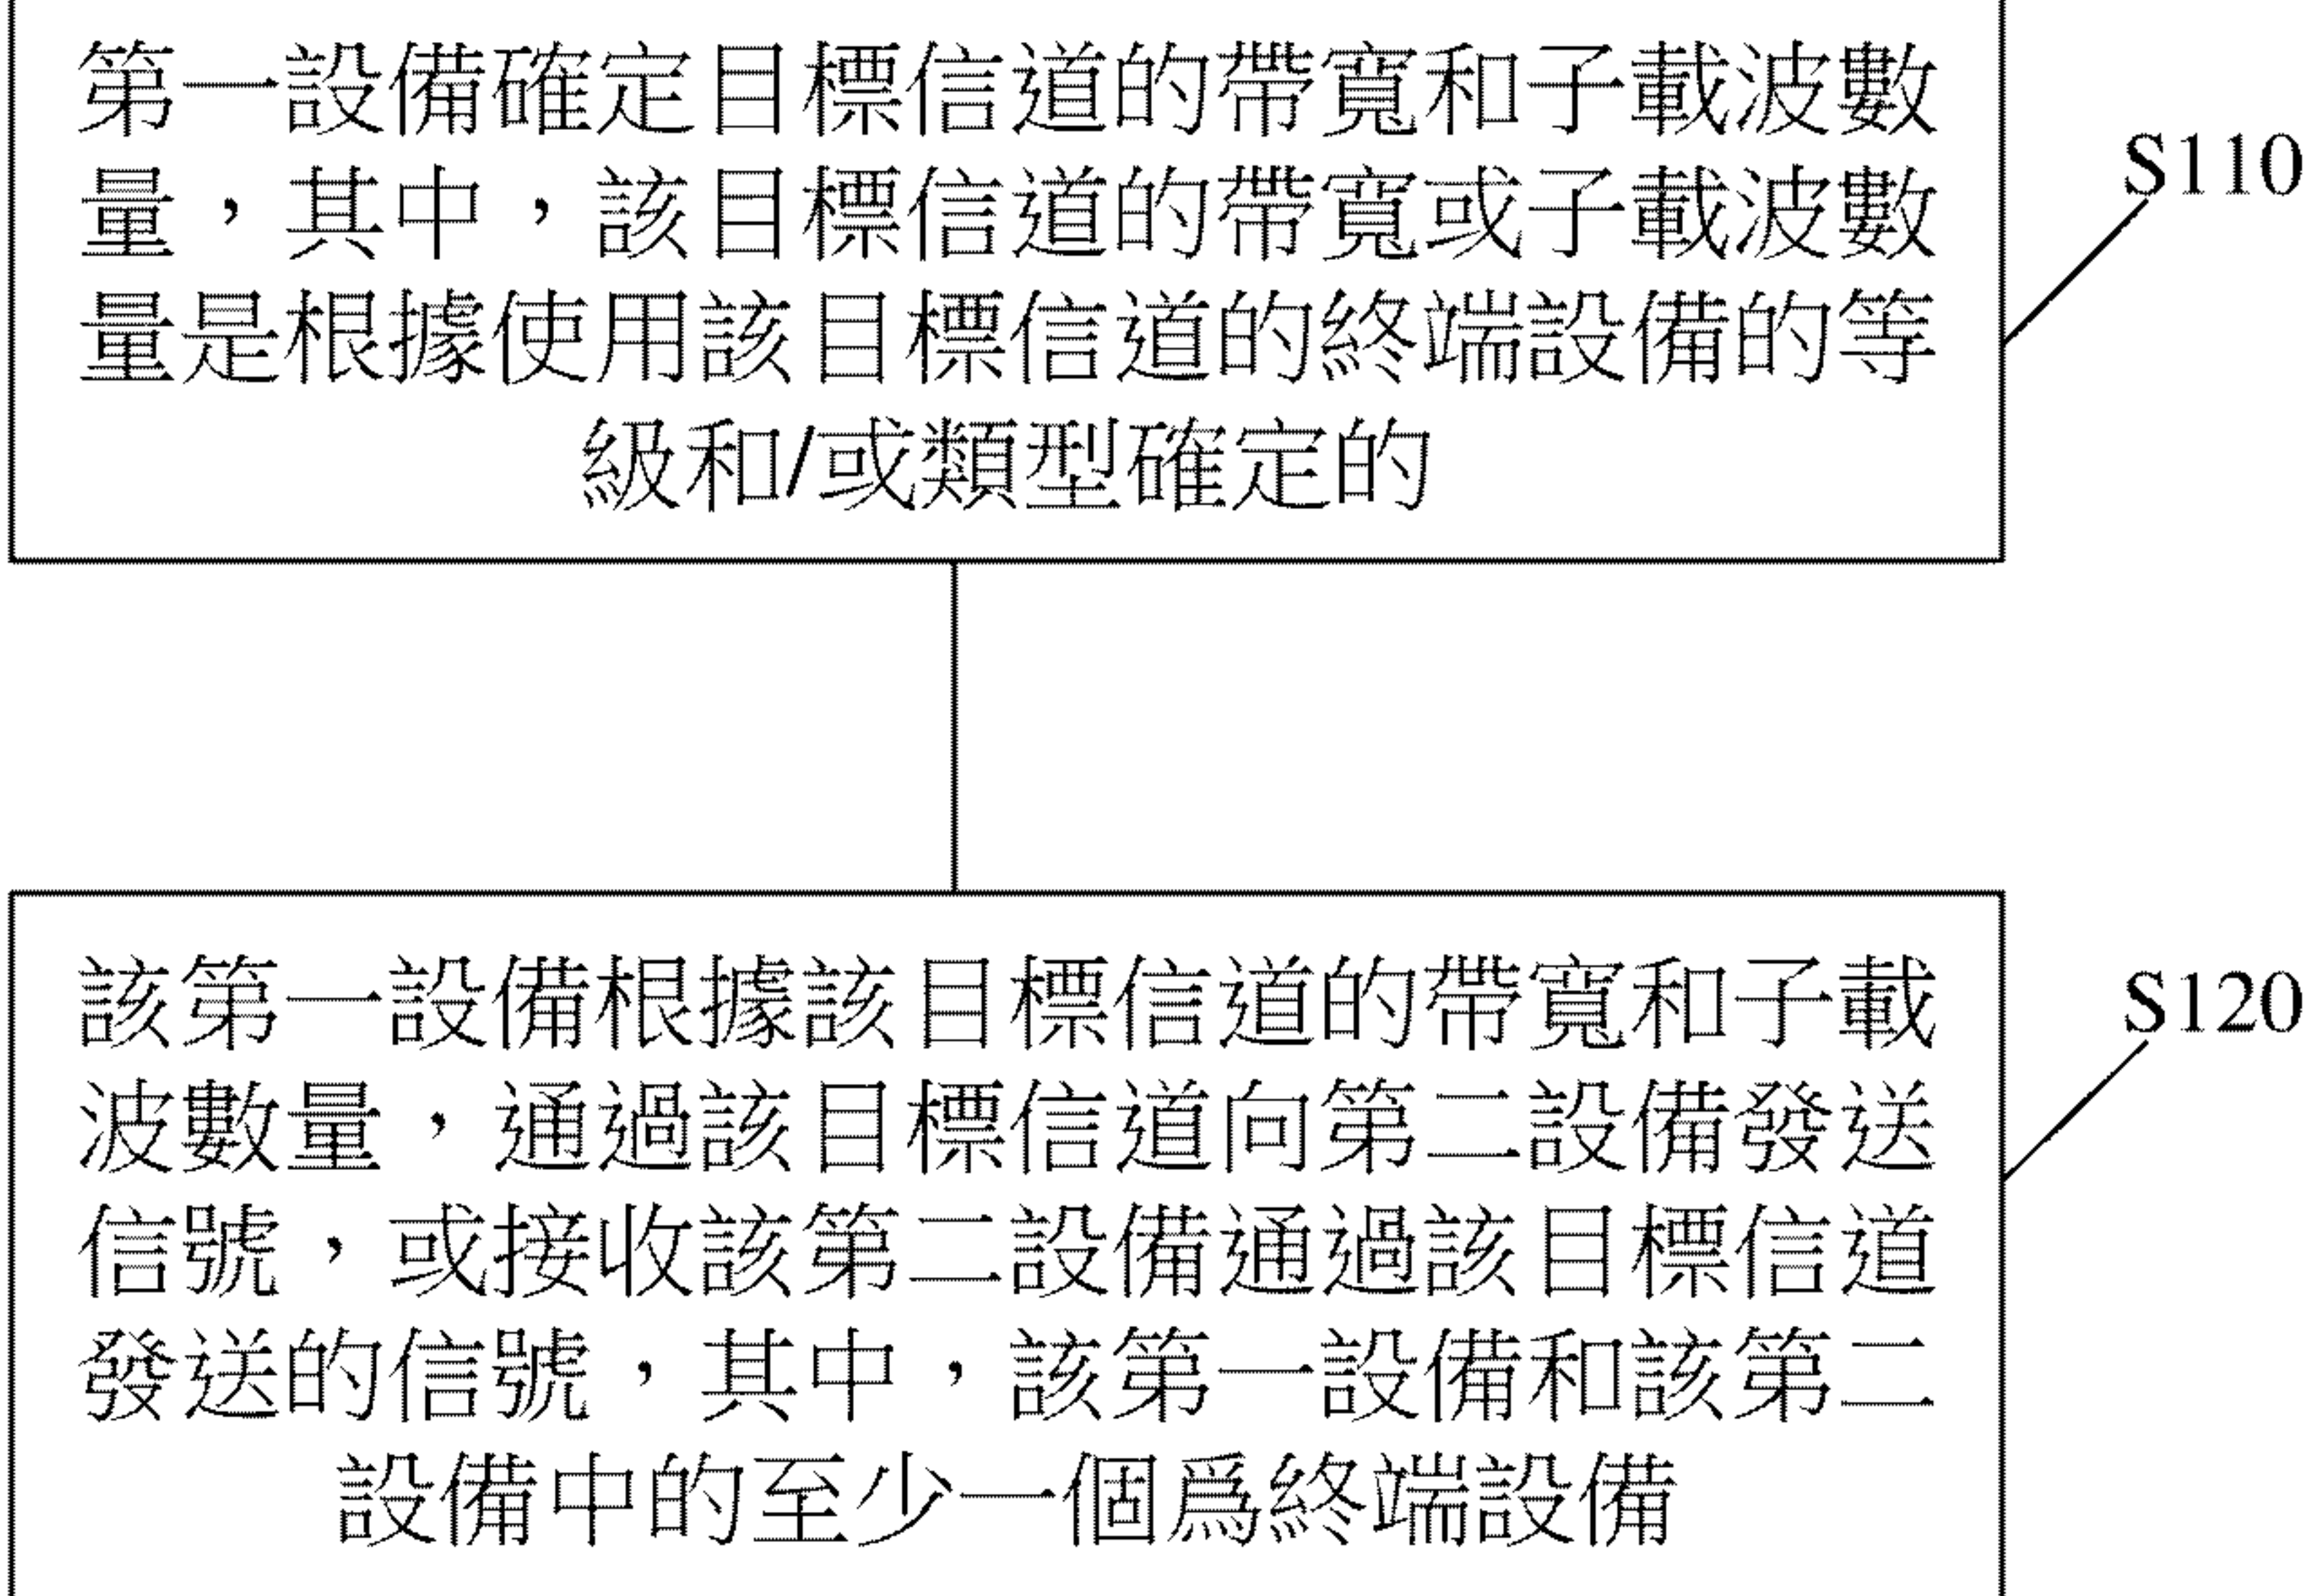 第一設備確定目標信道的帶寬和子載波數
量，其中，該目標信道的帶寬或子載波數
量是根據使用該目標信道的終端設備的等
級和/或類型確定的
S110
該第一設備根據該目標信道的帶寬和子載
波數量，通過該目標信道向第二設備發送
信號，或接收該第二設備通過該目標信道
發送的信號，其中，該第一設備和該第二
設備中的至少一個爲終端設備
S120